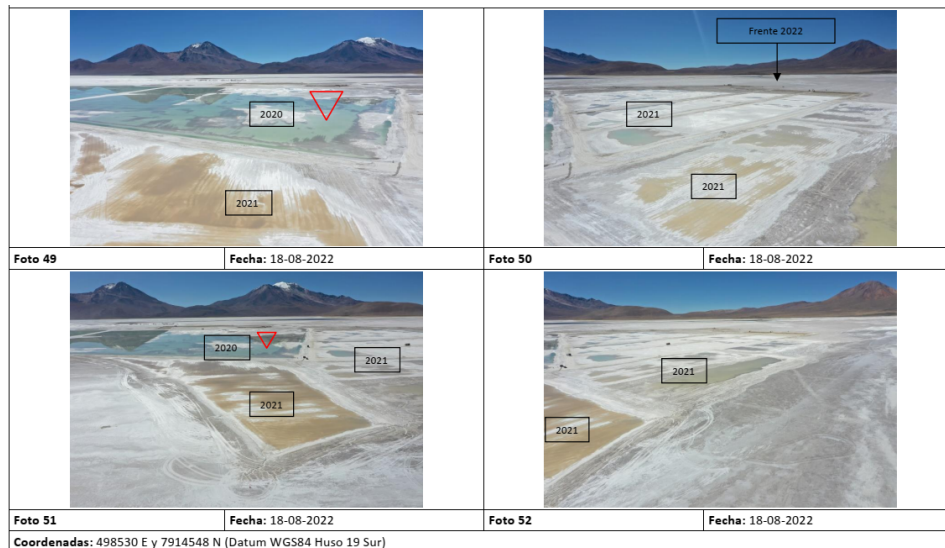 2020
2021
Frente 2022
2021
2021
Foto 49 Fecha: 18-08-2022 Foto 50 Fecha: 18-08-2022
2020
2021
2021
2021
2021
Foto 51 Fecha: 18-08-2022 Foto 52 Fecha: 18-08-2022
Coordenadas: 498530 E y 7914548 N (Datum WGS84 Huso 19 Sur)